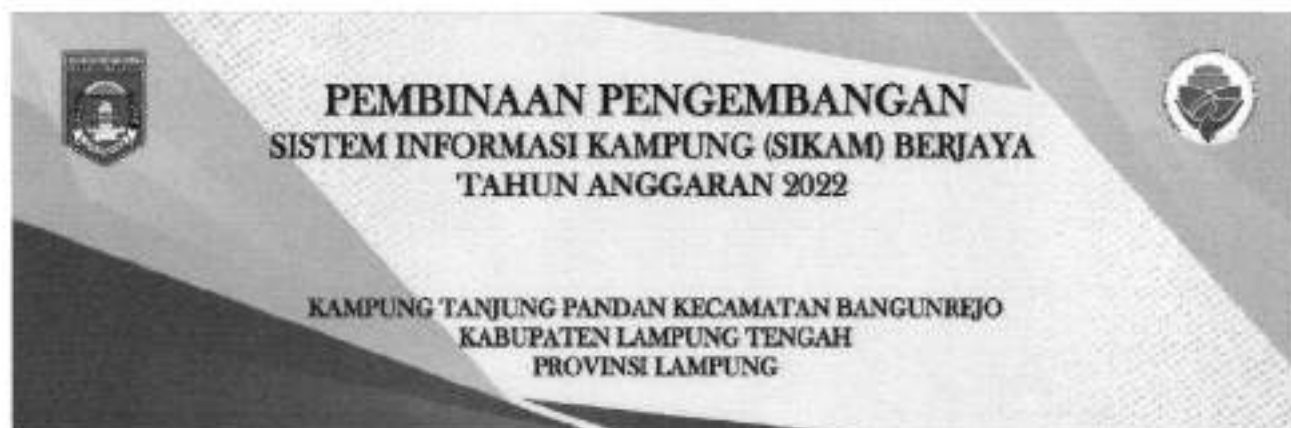 PEMBINAAN PENGEMBANGAN
SISTEM INFORMASI KAMPUNG (SIKAM) BERJAYA
TAHUN ANGGARAN 2022
KAMPUNG TANJUNG PANDAN KECAMATAN BANGUNREJO
KABUPATEN LAMPUNG TENGAH
PROVINSI LAMPUNG